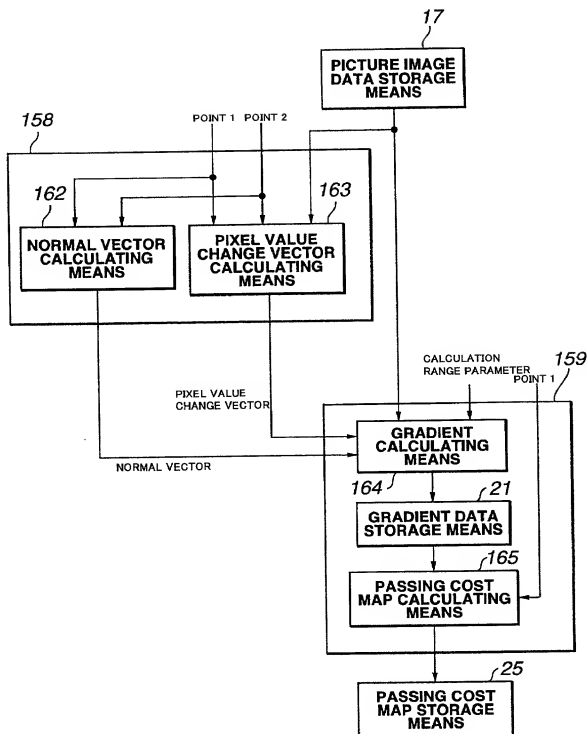 17
PICTURE IMAGE
DATA STORAGE
MEANS
158
POINT 1 POINT 2
162
NORMAL VECTOR
CALCULATING
MEANS
163
PIXEL VALUE
CHANGE VECTOR
CALCULATING
MEANS
CALCULATION
RANGE PARAMETER
POINT 1
159
PIXEL VALUE
CHANGE VECTOR
NORMAL VECTOR
GRADIENT
CALCULATING
MEANS
164
21
GRADIENT DATA
STORAGE MEANS
165
PASSING COST
MAP CALCULATING
MEANS
25
PASSING COST
MAP STORAGE
MEANS